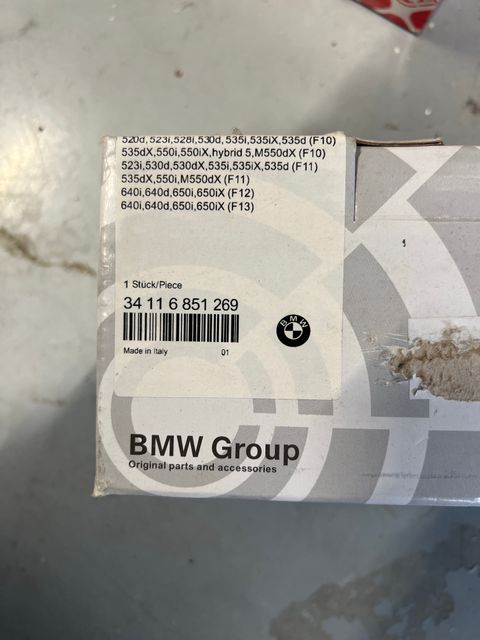 520d, 523i,528i,530d, 535i,535iX,535d (F10)
535dX,550i,550iX,hybrid 5,M550dX (F10)
523i,530d,530dX,535i,535iX,535d (F11)
535dX,550i,M550dX (F11)
640i,640d,650i,650iX (F12)
640i,640d,650i,650iX (F13)
1 Stück/Piece
34 11 6 851 269
BMW
Made in Italy 01
BMW Group
Original parts and accessories